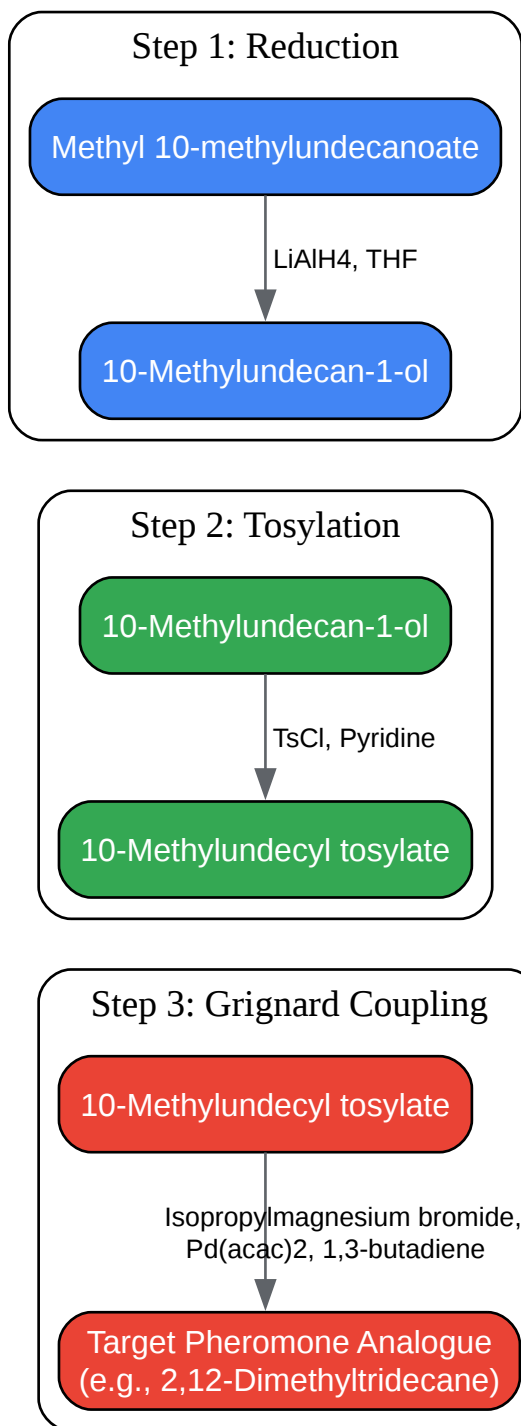 Step 1: Reduction
Methyl 10-methylundecanoate
LiAlH4, THF
10-Methylundecan-1-ol
Step 2: Tosylation
10-Methylundecan-1-ol
TsCl, Pyridine
10-Methylundecyl tosylate
Step 3: Grignard Coupling
10-Methylundecyl tosylate
Isopropylmagnesium bromide,
Pd(acac)2, 1,3-butadiene
Target Pheromone Analogue
(e.g., 2,12-Dimethyltridecane)